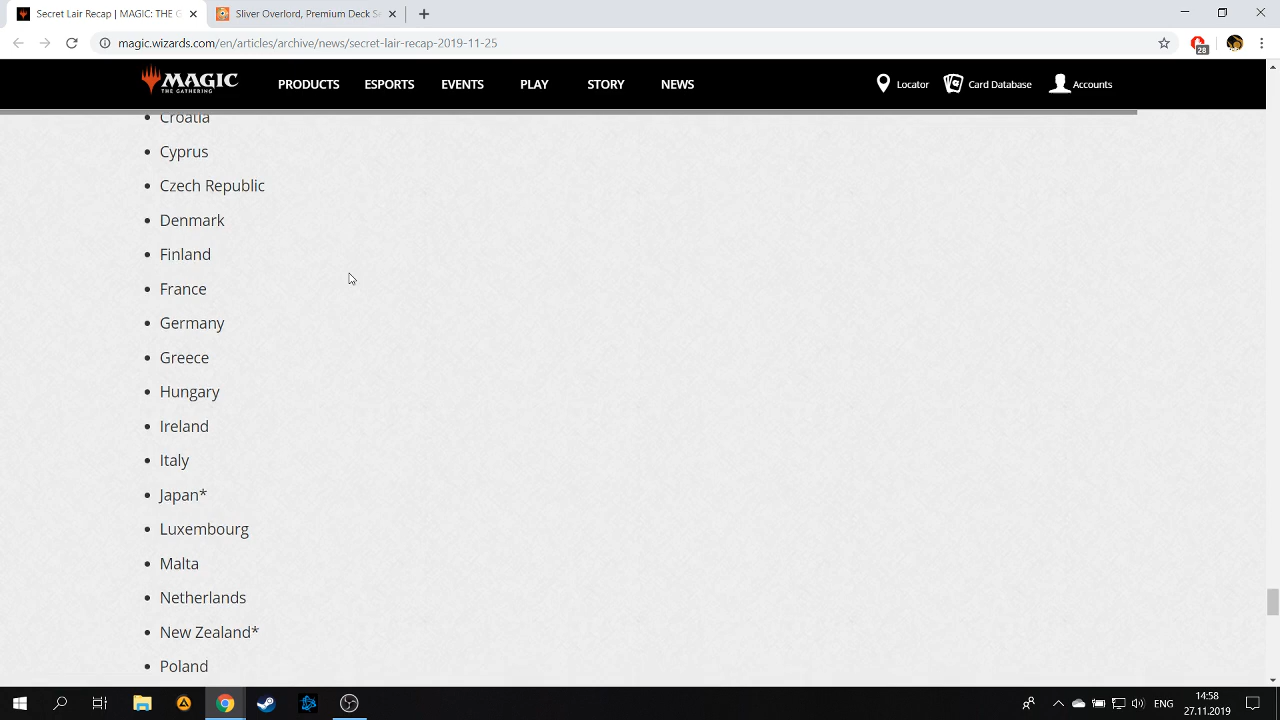 Secret Lair Recap | MAGIC: THE G
Sliver Overlord, Premium Deck Se
magic.wizards.com/en/articles/archive/news/secret-lair-recap-2019-11-25
28
MAGIC
THE GATHERING
PRODUCTS
ESPORTS
EVENTS
PLAY
STORY
NEWS
Locator
Card Database
Accounts
Croatia
Cyprus
Czech Republic
Denmark
Finland
France
Germany
Greece
Hungary
Ireland
Italy
Japan*
Luxembourg
Malta
Netherlands
New Zealand*
Poland
ENG
14:58
27.11.2019